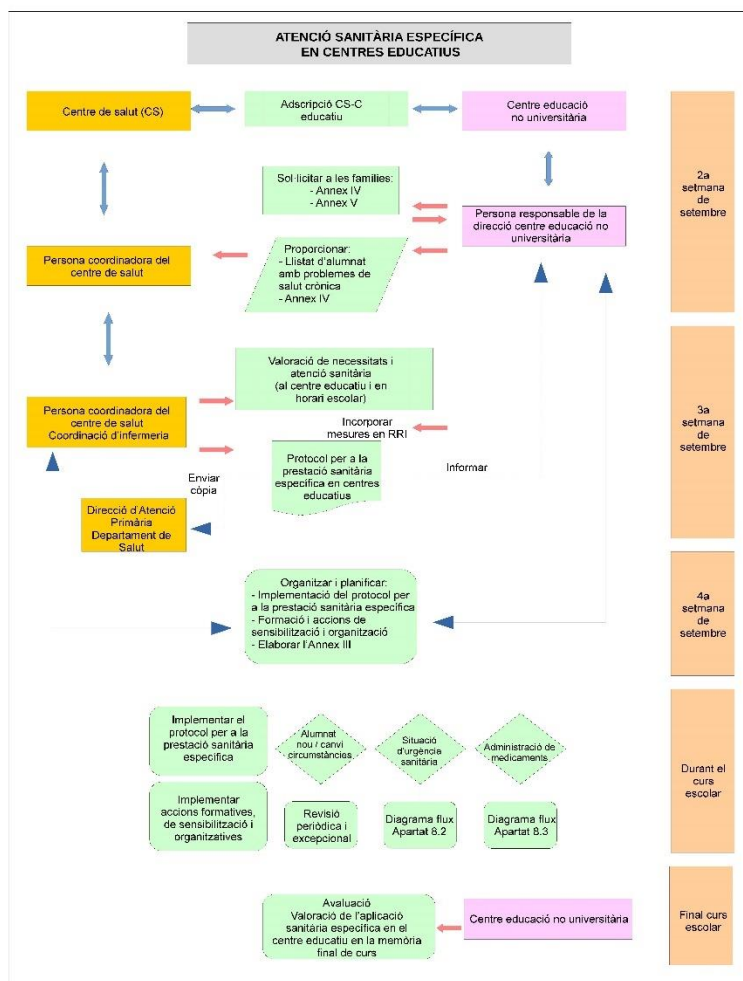 ATENCIÓ SANITÀRIA ESPECÍFICA
EN CENTRES EDUCATIUS
Centre de salut (CS)
Adscripció CS-C
educatiu
Centre educació
no universitària
2a
setmana
de
setembre
Sol·licitar a les famílies:
- Annex IV
- Annex V
Persona responsable de la
direcció centre educació no
universitària
Persona coordinadora del
centre de salut
Proporcionar:
- Llistat d'alumnat
amb problemes de
salut crònica
- Annex IV
Valoració de necessitats i
atenció sanitària
(al centre educatiu i en
horari escolar)
3a
setmana
de
setembre
Persona coordinadora del
centre de salut
Coordinació d'infermeria
Incorporar
mesures en RRI
Protocol per a la
prestació sanitària
específica en centres
educatius
Informar
Enviar
còpia
Direcció d'Atenció
Primària
Departament de
Salut
Organitzar i planificar:
- Implementació del protocol per
a la prestació sanitària específica
- Formació i accions de
sensibilització i organització
- Elaborar l'Annex III
4a
setmana
de
setembre
Implementar el
protocol per a la
prestació sanitària
específica
Alumnat
nou / canvi
circumstàncies.
Situació
d'urgència
sanitària
Administració de
medicaments.
Durant el
curs
escolar
Implementar
accions formatives,
de sensibilització i
organitzatives
Revisió
periòdica i
excepcional
Diagrama flux
Apartat 8.2
Diagrama flux
Apartat 8.3
Avaluació
Valoració de l'aplicació
sanitària específica en el
centre educatiu en la memòria
final de curs
Centre educació no universitària
Final curs
escolar